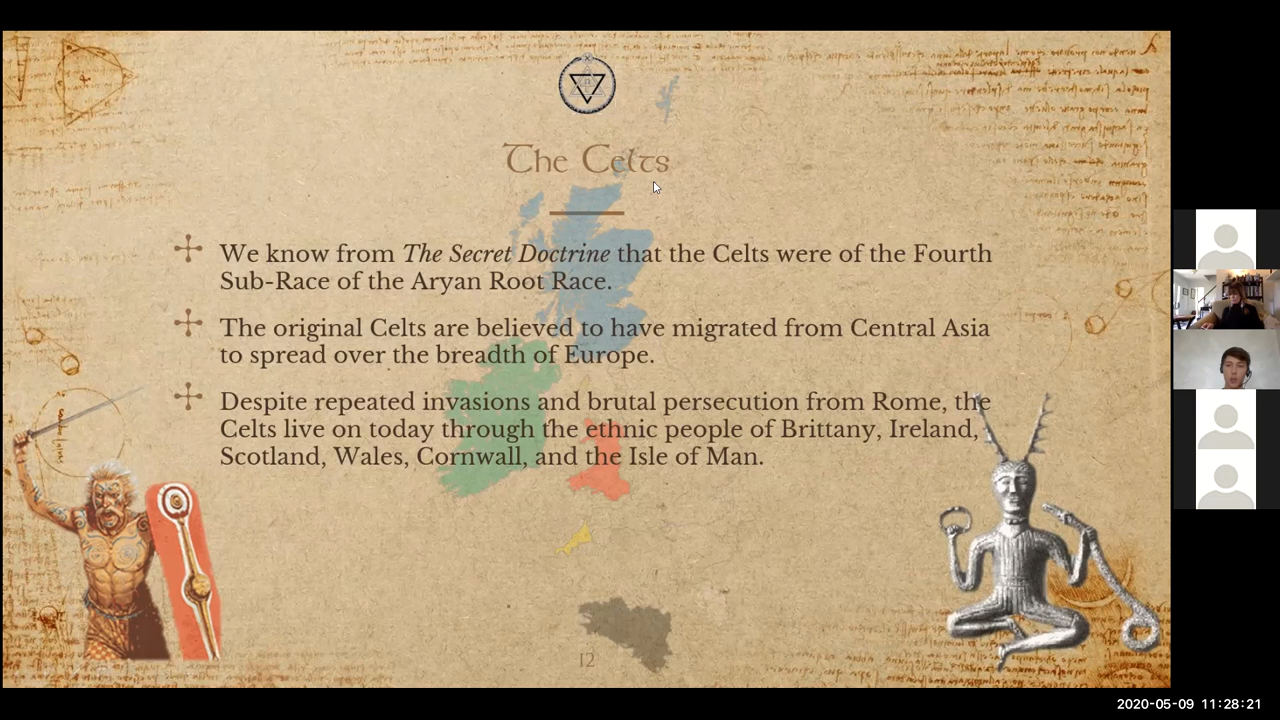 The Celts
We know from The Secret Doctrine that the Celts were of the Fourth
Sub-Race of the Aryan Root Race.
The original Celts are believed to have migrated from Central Asia
to spread over the breadth of Europe.
Despite repeated invasions and brutal persecution from Rome, the
Celts live on today through the ethnic people of Brittany, Ireland,
Scotland, Wales, Cornwall, and the Isle of Man.
12
2020-05-09 11:28:21